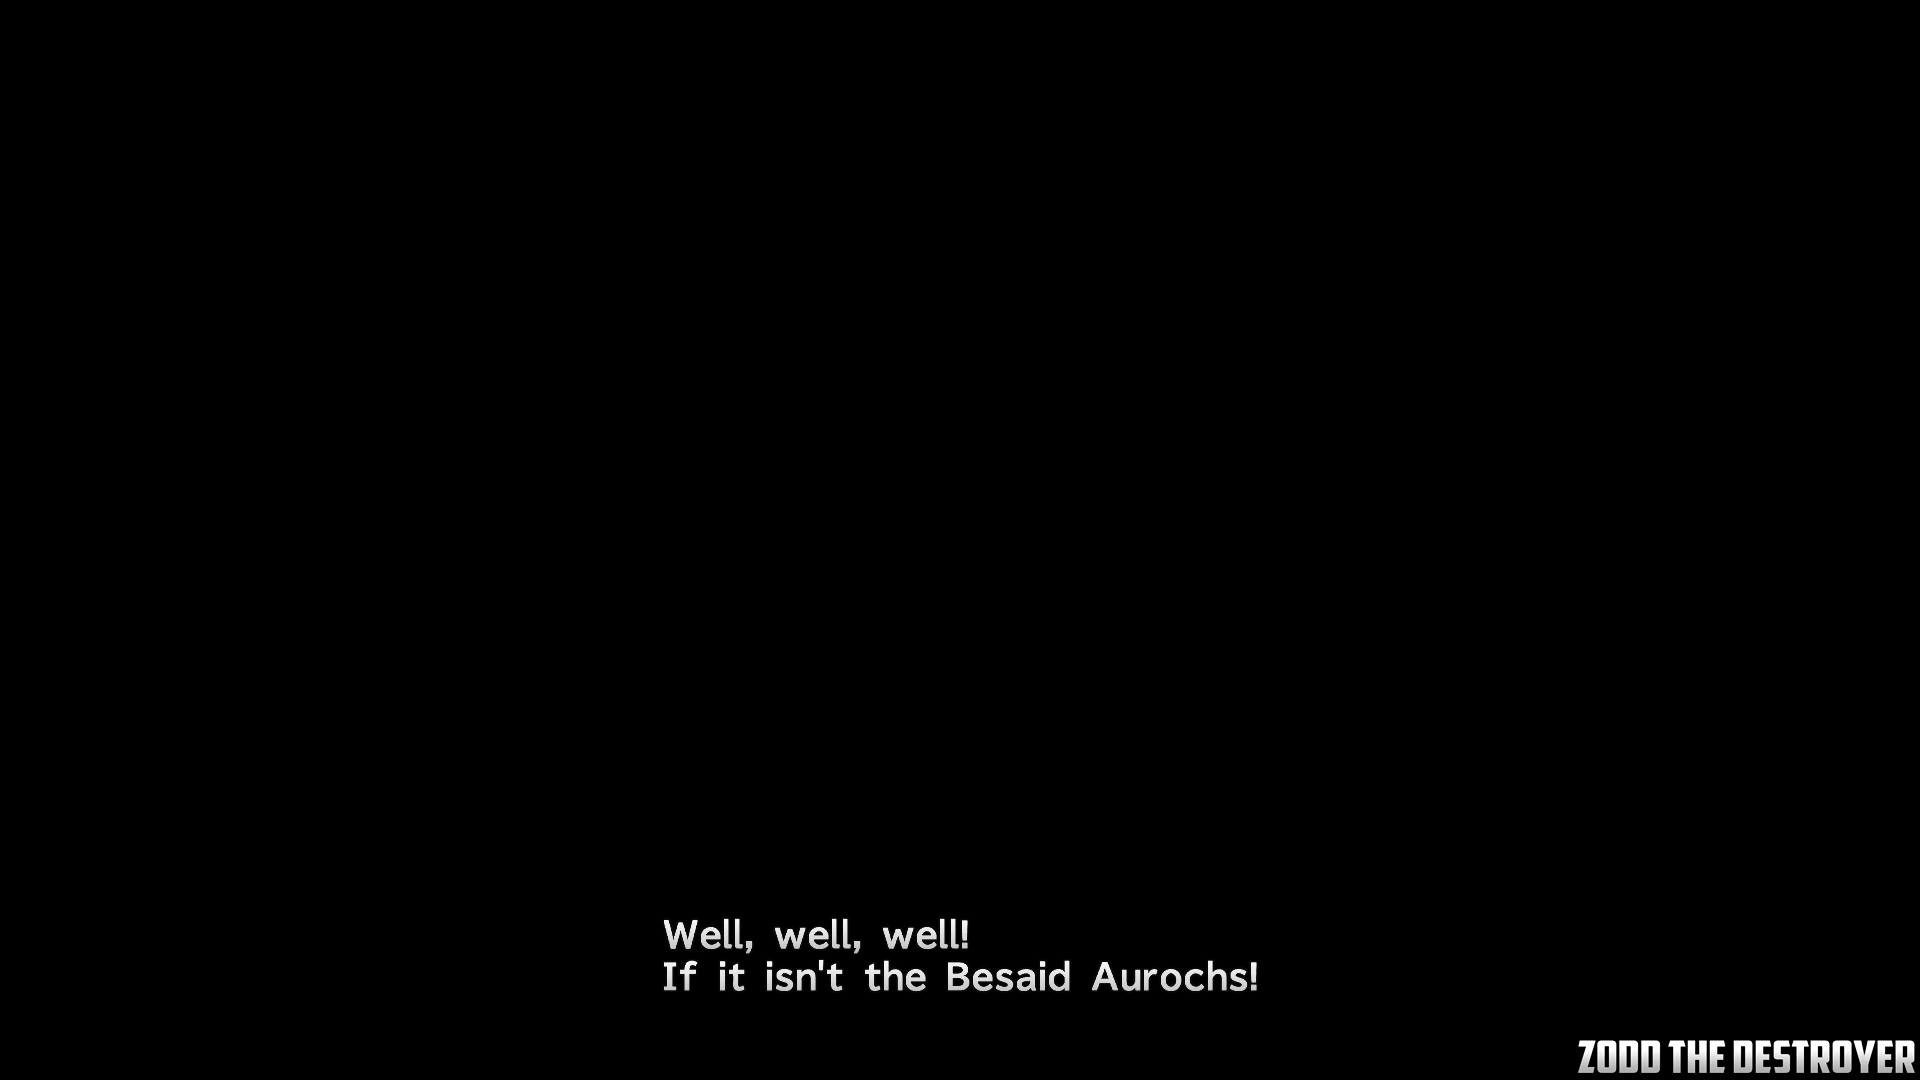 Well, well, well!
If it isn't the Besaid Aurochs!
ZODD THE DESTROYER